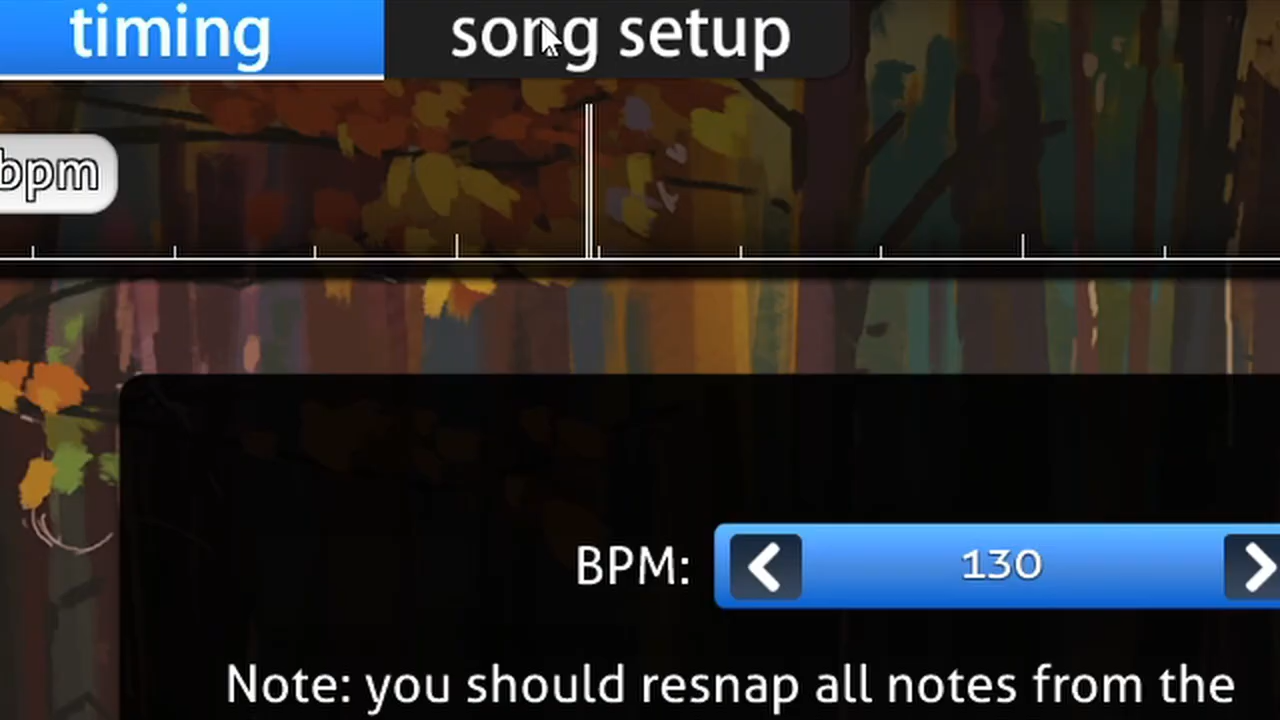 timing song setup
bpm
BPM: 130
Note: you should resnap all notes from the